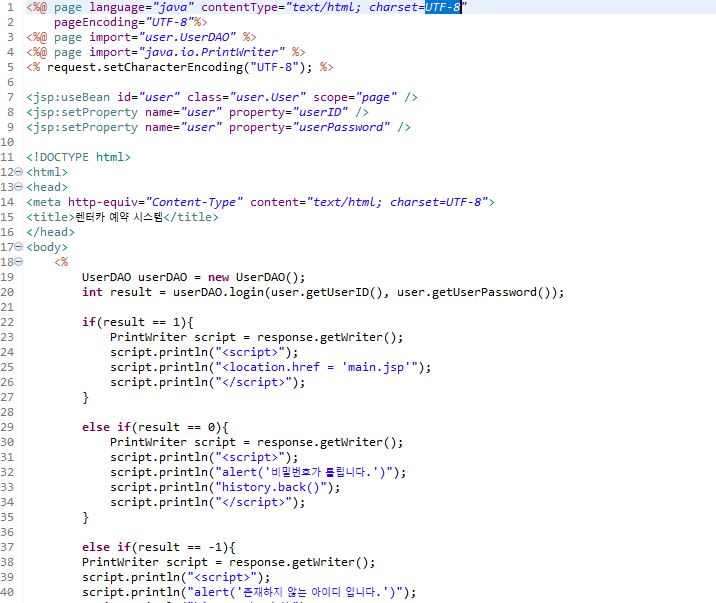 1 <%@ page language="java" contentType="text/html; charset=UTF-8"
2     pageEncoding="UTF-8"%>
3 <%@ page import="user.UserDAO" %>
4 <%@ page import="java.io.PrintWriter" %>
5 <% request.setCharacterEncoding("UTF-8"); %>
6
7 <jsp:useBean id="user" class="user.User" scope="page" />
8 <jsp:setProperty name="user" property="userID" />
9 <jsp:setProperty name="user" property="userPassword" />
10
11 <!DOCTYPE html>
12 <html>
13 <head>
14 <meta http-equiv="Content-Type" content="text/html; charset=UTF-8">
15 <title>렌터카 예약 시스템</title>
16 </head>
17 <body>
18     <%
19         UserDAO userDAO = new UserDAO();
20         int result = userDAO.login(user.getUserID(), user.getUserPassword());
21
22         if(result == 1){
23             PrintWriter script = response.getWriter();
24             script.println("<script>");
25             script.println("<location.href = 'main.jsp'");
26             script.println("</script>");
27         }
28
29         else if(result == 0){
30             PrintWriter script = response.getWriter();
31             script.println("<script>");
32             script.println("alert('비밀번호가 틀립니다.')");
33             script.println("history.back()");
34             script.println("</script>");
35         }
36
37         else if(result == -1){
38         PrintWriter script = response.getWriter();
39         script.println("<script>");
40         script.println("alert('존재하지 않는 아이디 입니다.')");